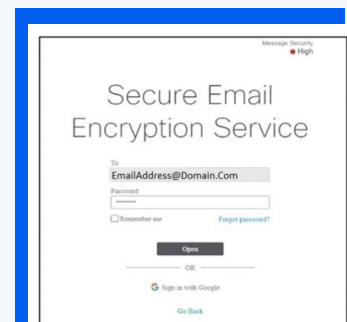 Message Security
High
Secure Email
Encryption Service
To
EmailAddress@Domain.Com
Password
********
Remember me Forgot password?
Open
OR
Sign in with Google
Go Back